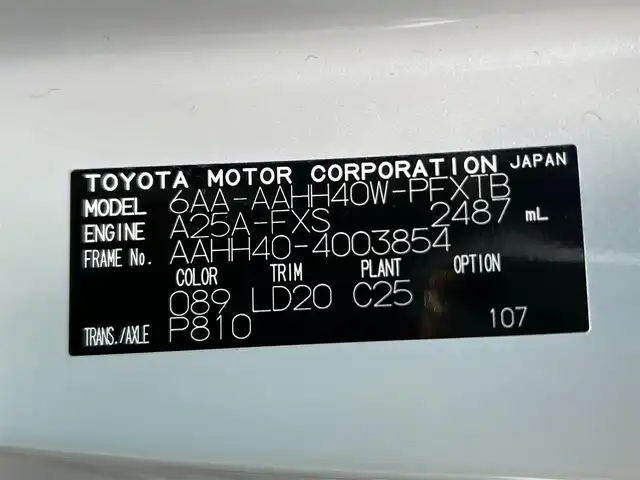 TOYOTA MOTOR CORPORATION JAPAN
MODEL 6AA-AAHH40W-PFXTB
ENGINE A25A-FXS 2487 mL
FRAME No. AAHH40-4003854
COLOR TRIM PLANT OPTION
089 LD20 C25
TRANS./AXLE P810 107